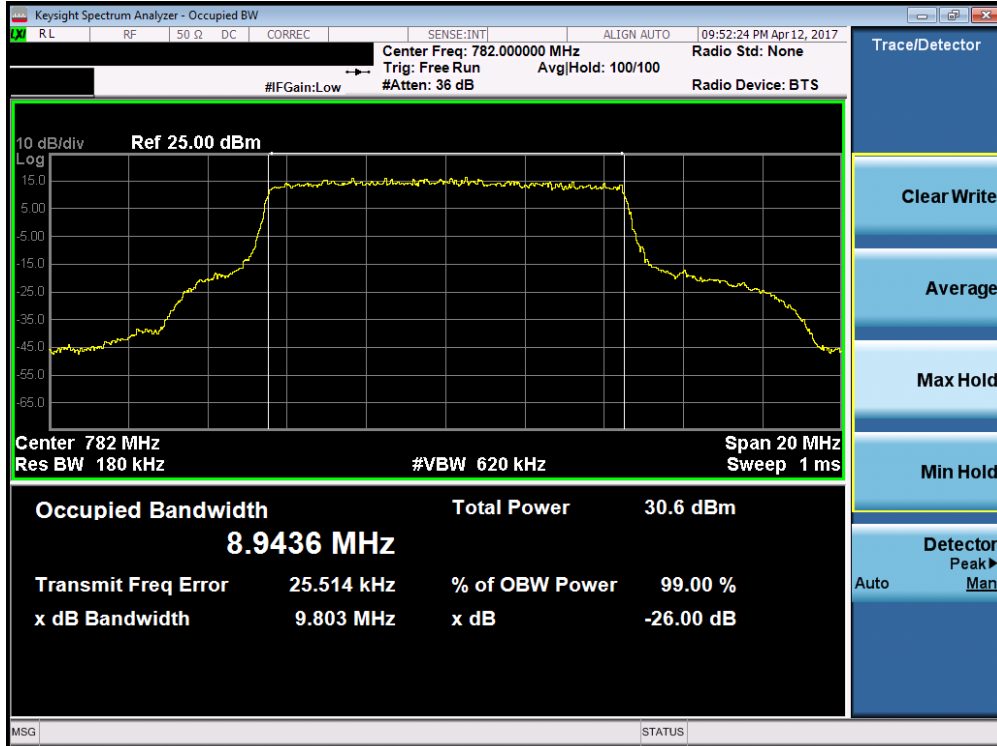 Keysight Spectrum Analyzer - Occupied BW
LXI RL RF 50 Ω DC CORREC SENSE:INT ALIGN AUTO 09:52:24 PM Apr 12, 2017
Center Freq: 782.000000 MHz Radio Std: None
Trig: Free Run Avg|Hold: 100/100
#IFGain:Low #Atten: 36 dB Radio Device: BTS
10 dB/div Ref 25.00 dBm
Log
15.0
5.00
-5.00
-15.0
-25.0
-35.0
-45.0
-55.0
-65.0
Center 782 MHz Span 20 MHz
Res BW 180 kHz #VBW 620 kHz Sweep 1 ms
Occupied Bandwidth Total Power 30.6 dBm
8.9436 MHz
Transmit Freq Error 25.514 kHz % of OBW Power 99.00 %
x dB Bandwidth 9.803 MHz x dB -26.00 dB
MSG STATUS
Trace/Detector
Clear Write
Average
Max Hold
Min Hold
Detector
Peak▶
Auto Man